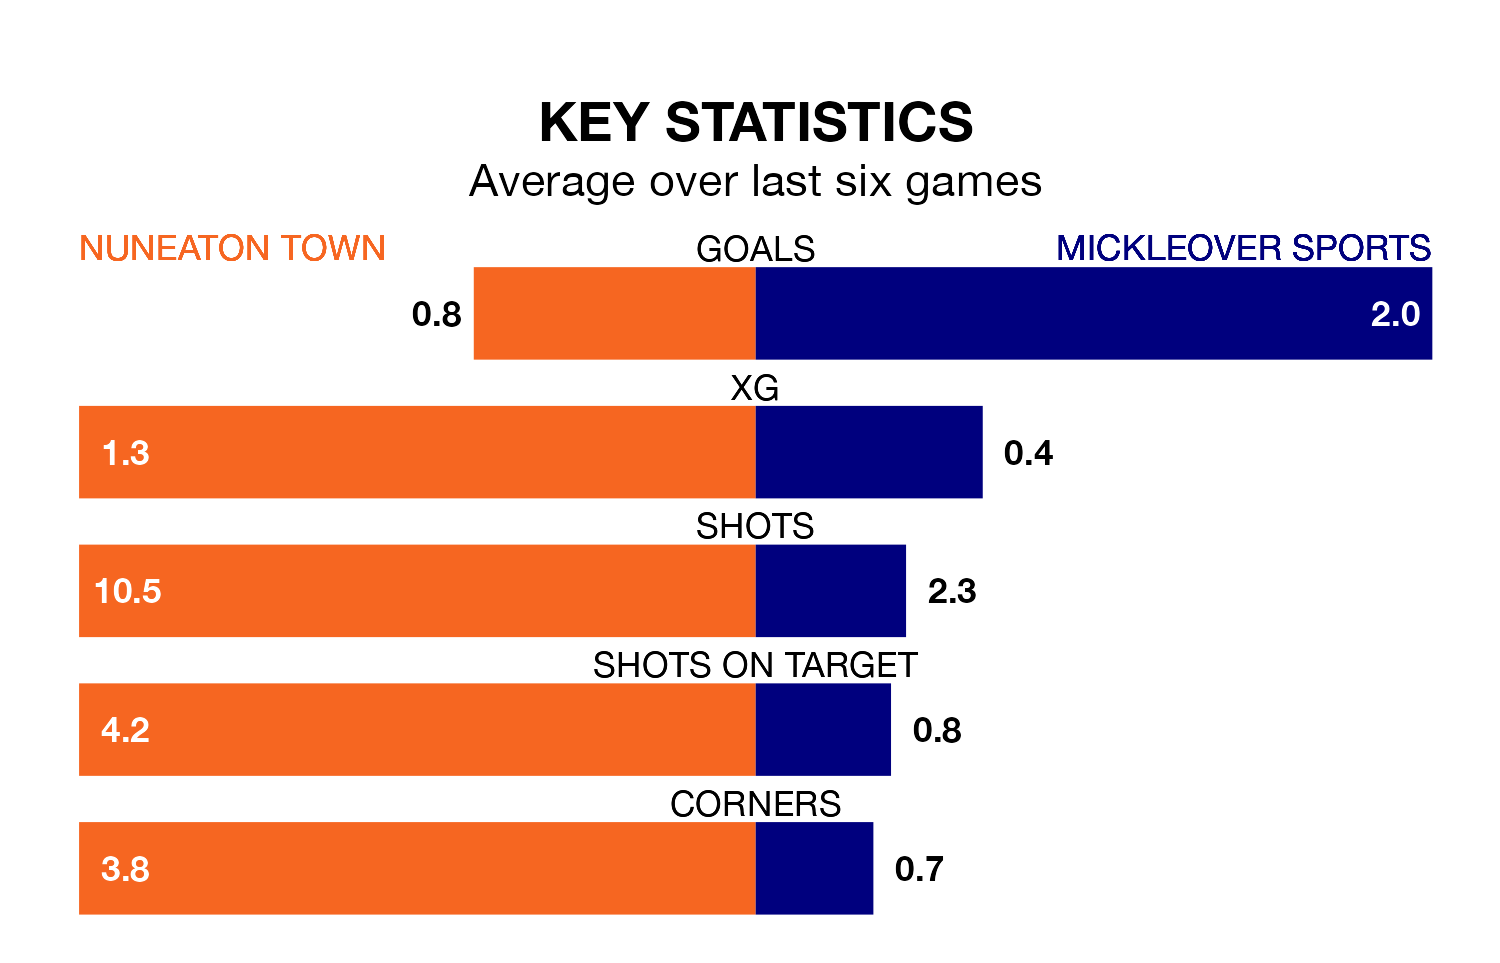 KEY STATISTICS
Average over last six games
NUNEATON TOWN GOALS MICKLEOVER SPORTS
0.8 2.0
XG
1.3 0.4
SHOTS
10.5 2.3
SHOTS ON TARGET
4.2 0.8
CORNERS
3.8 0.7